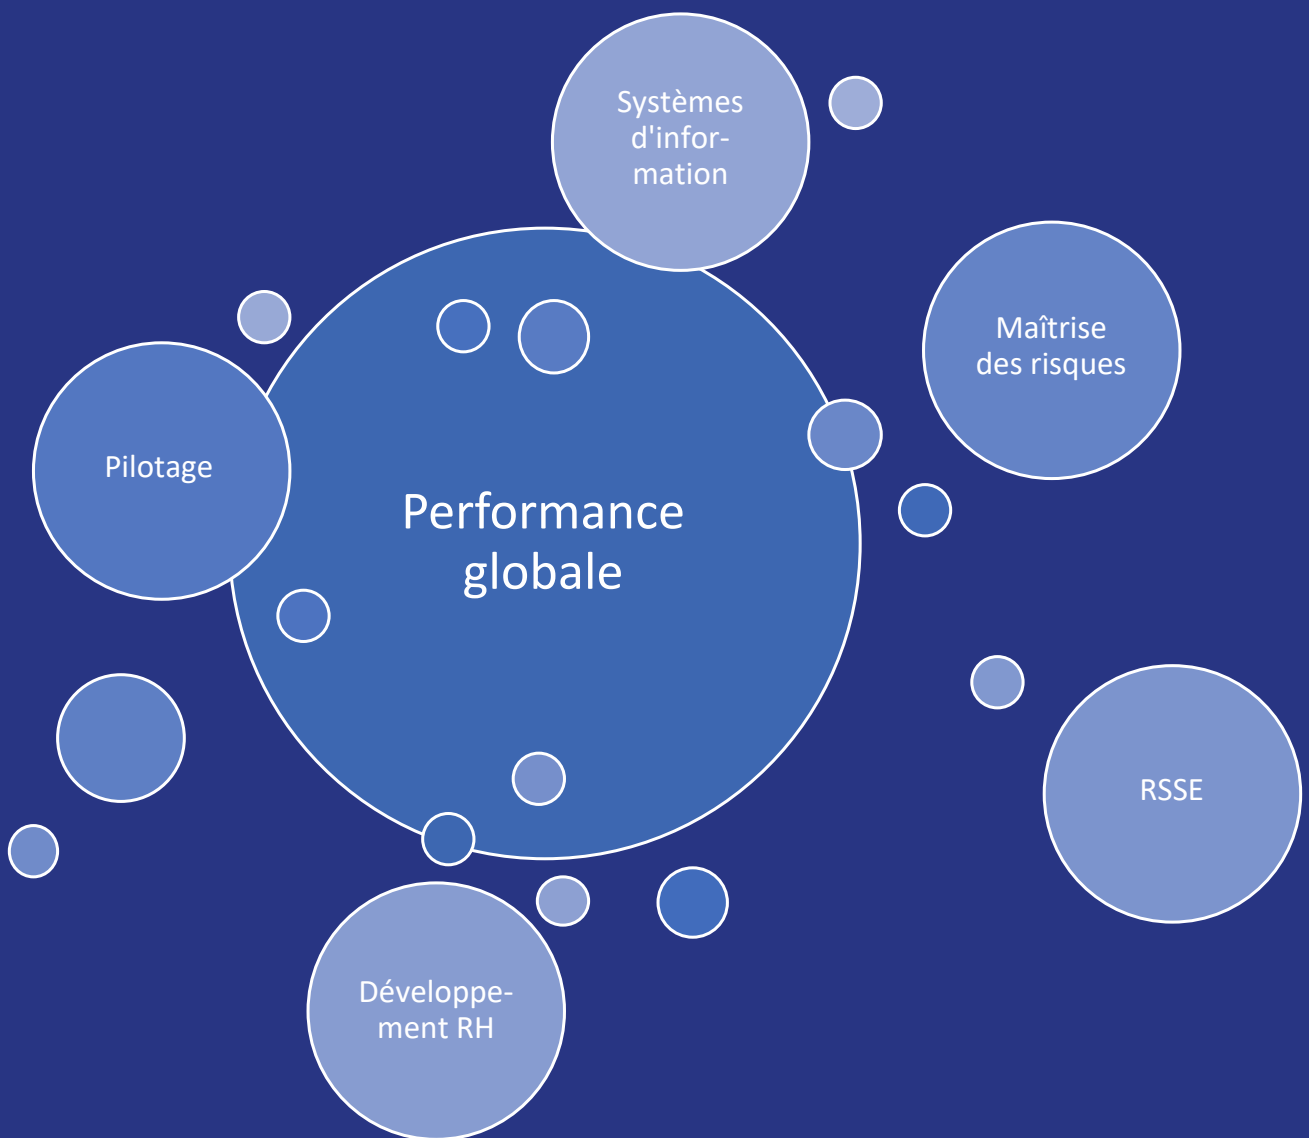 Systèmes
d'infor-
mation
Maîtrise
des risques
Pilotage
Performance
globale
RSSE
Développe-
ment RH